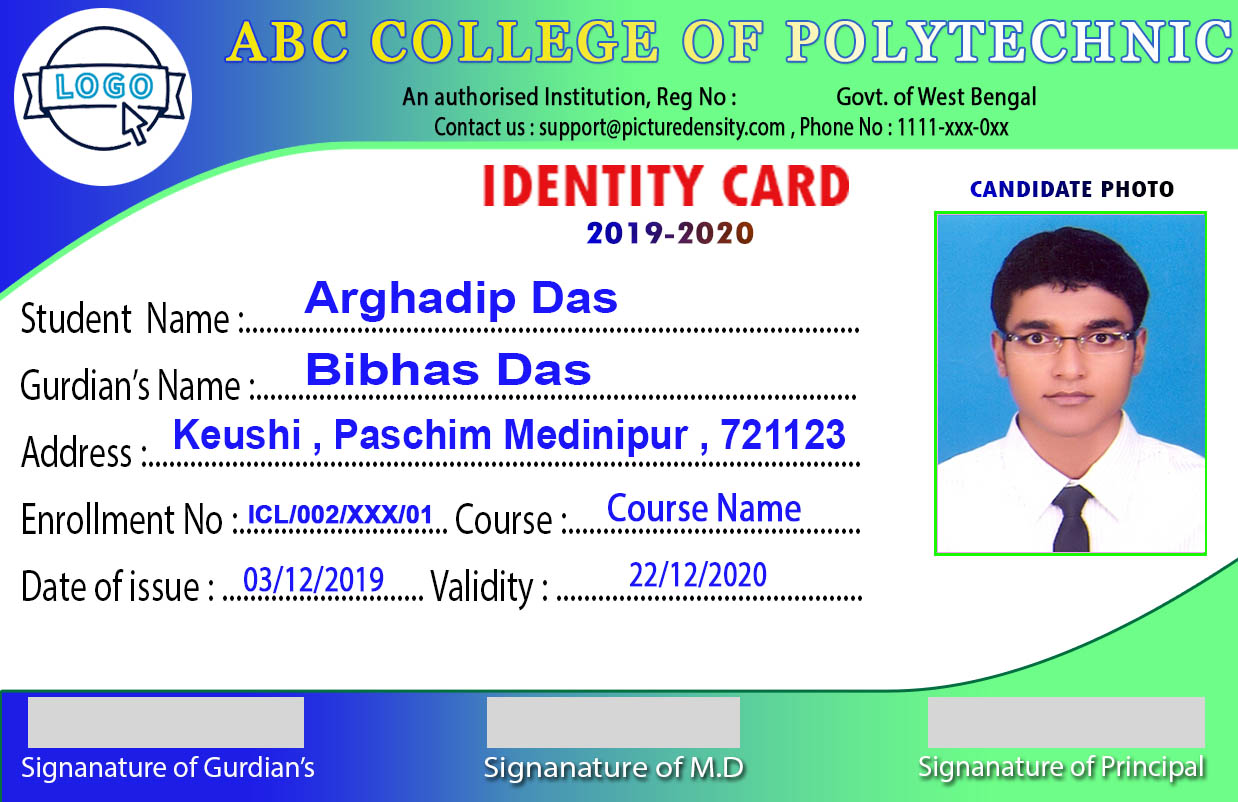 LOGO
ABC COLLEGE OF POLYTECHNIC
An authorised Institution, Reg No : Govt. of West Bengal
Contact us : support@picturedensity.com , Phone No : 1111-xxx-0xx
IDENTITY CARD
2019-2020
CANDIDATE PHOTO
Student Name :.......... Arghadip Das
Gurdian's Name :.......... Bibhas Das
Address :.......... Keushi , Paschim Medinipur , 721123
Enrollment No :.......... ICL/002/XXX/01 Course :.......... Course Name
Date of issue : .......... 03/12/2019 Validity : .......... 22/12/2020
Signanature of Gurdian's
Signanature of M.D
Signanature of Principal